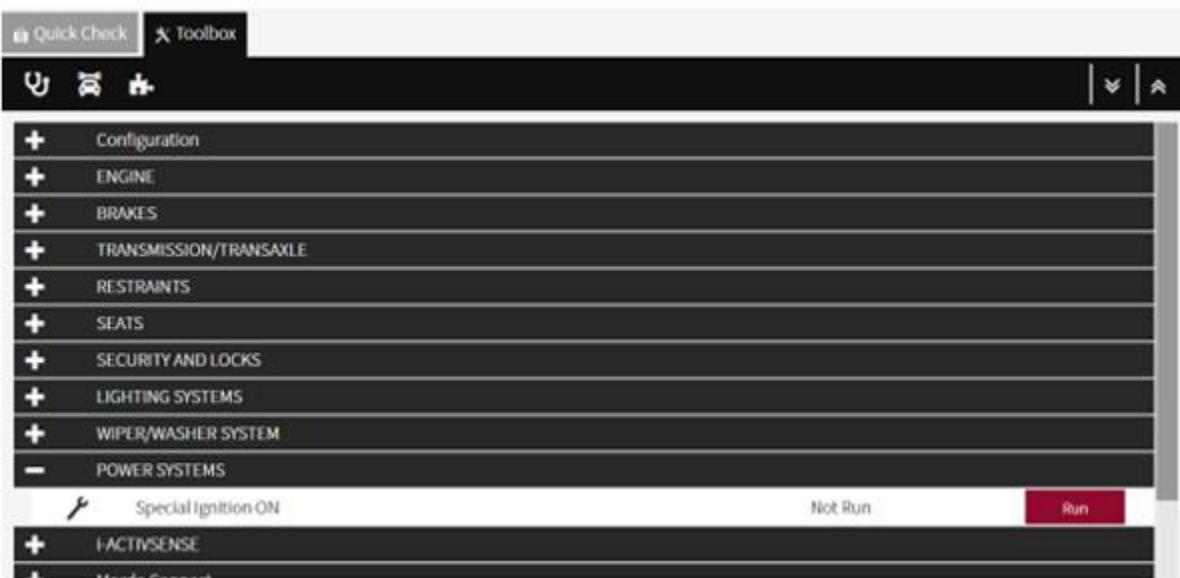 Quick Check Toolbox
Configuration
ENGINE
BRAKES
TRANSMISSION/TRANSAXLE
RESTRAINTS
SEATS
SECURITY AND LOCKS
LIGHTING SYSTEMS
WIPER/WASHER SYSTEM
POWER SYSTEMS
Special Ignition ON Not Run Run
i-ACTIVSENSE